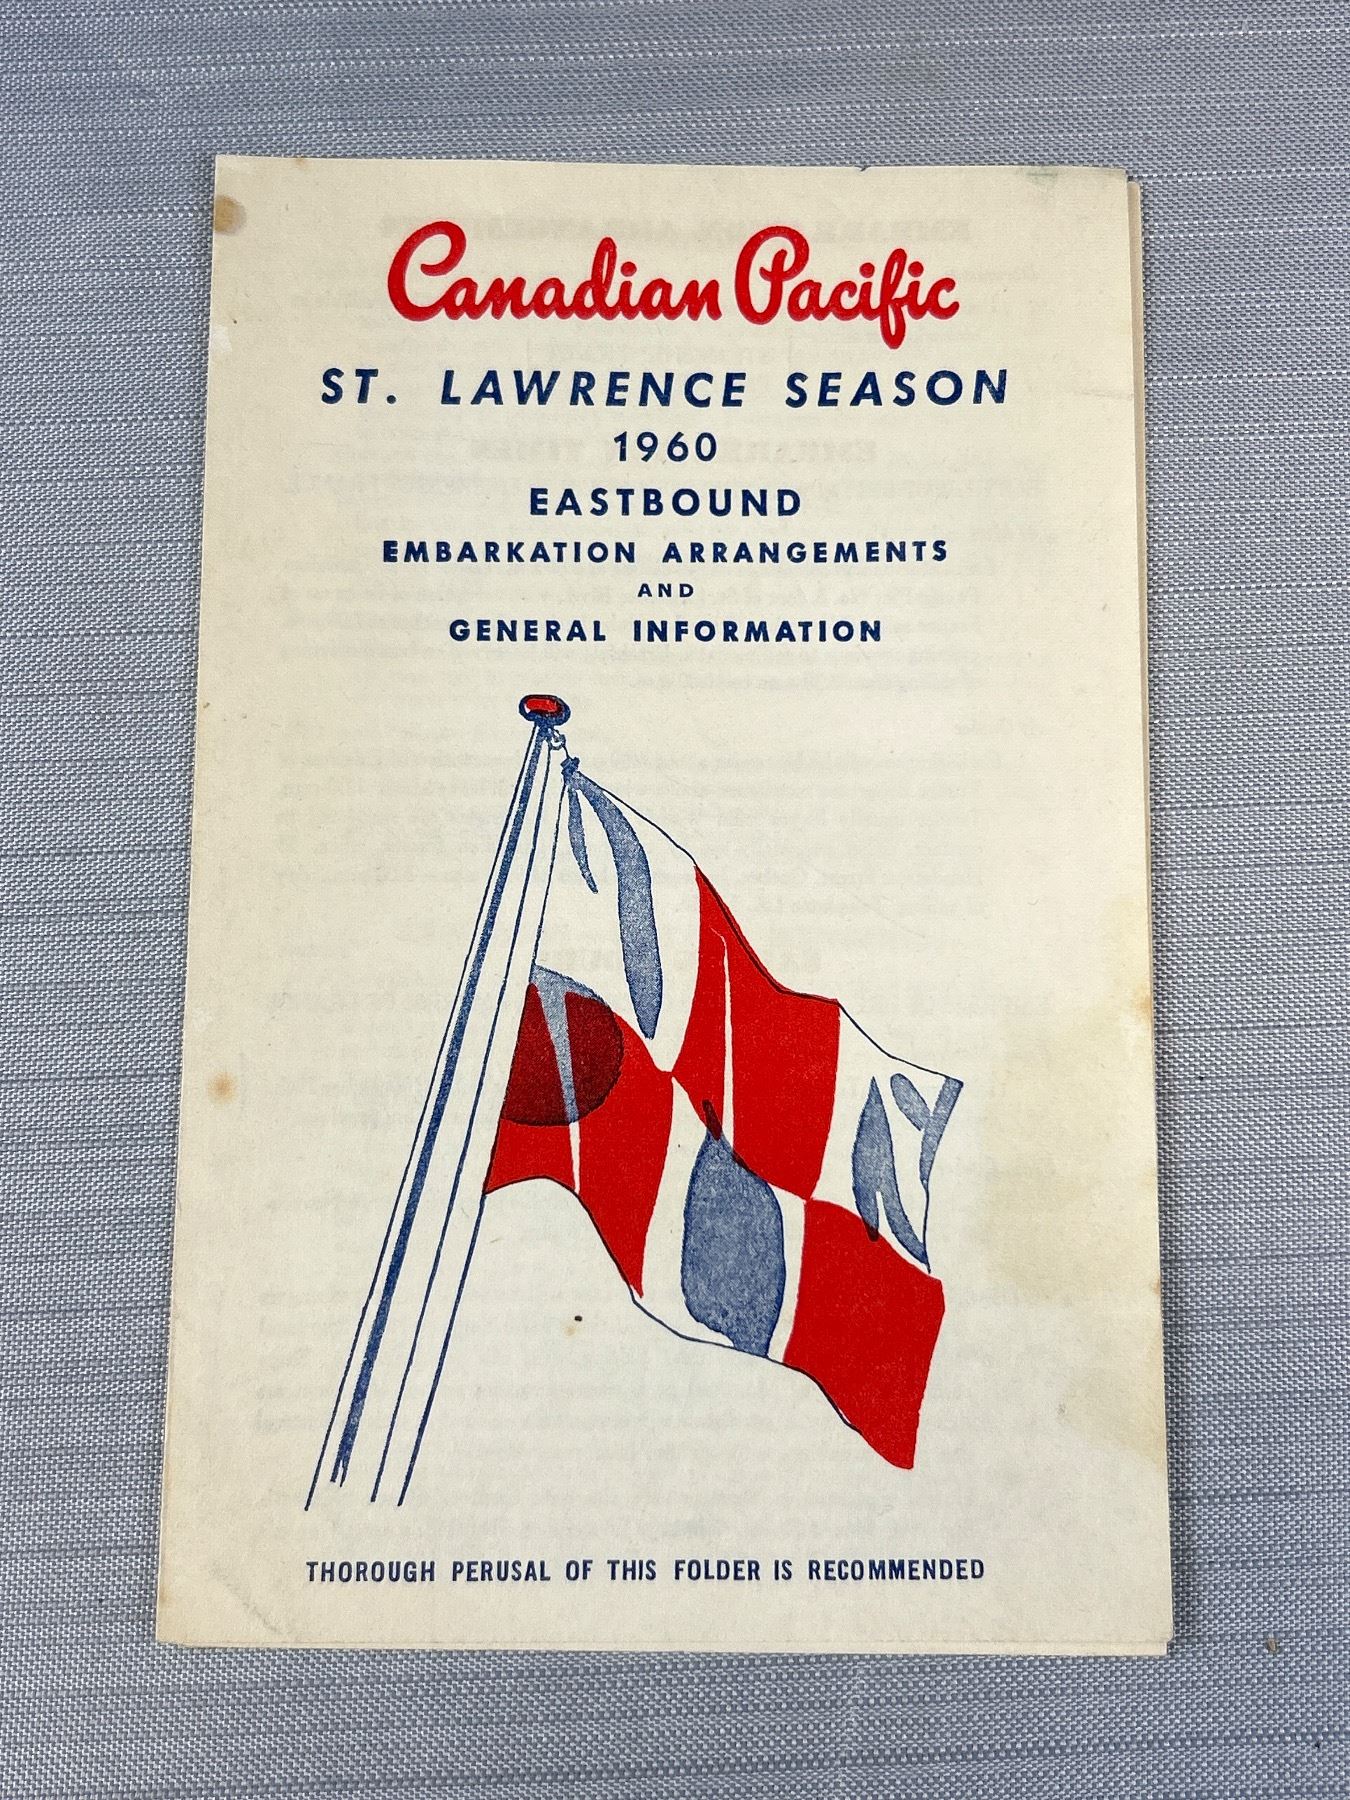 Canadian Pacific
ST. LAWRENCE SEASON
1960
EASTBOUND
EMBARKATION ARRANGEMENTS
AND
GENERAL INFORMATION
THOROUGH PERUSAL OF THIS FOLDER IS RECOMMENDED